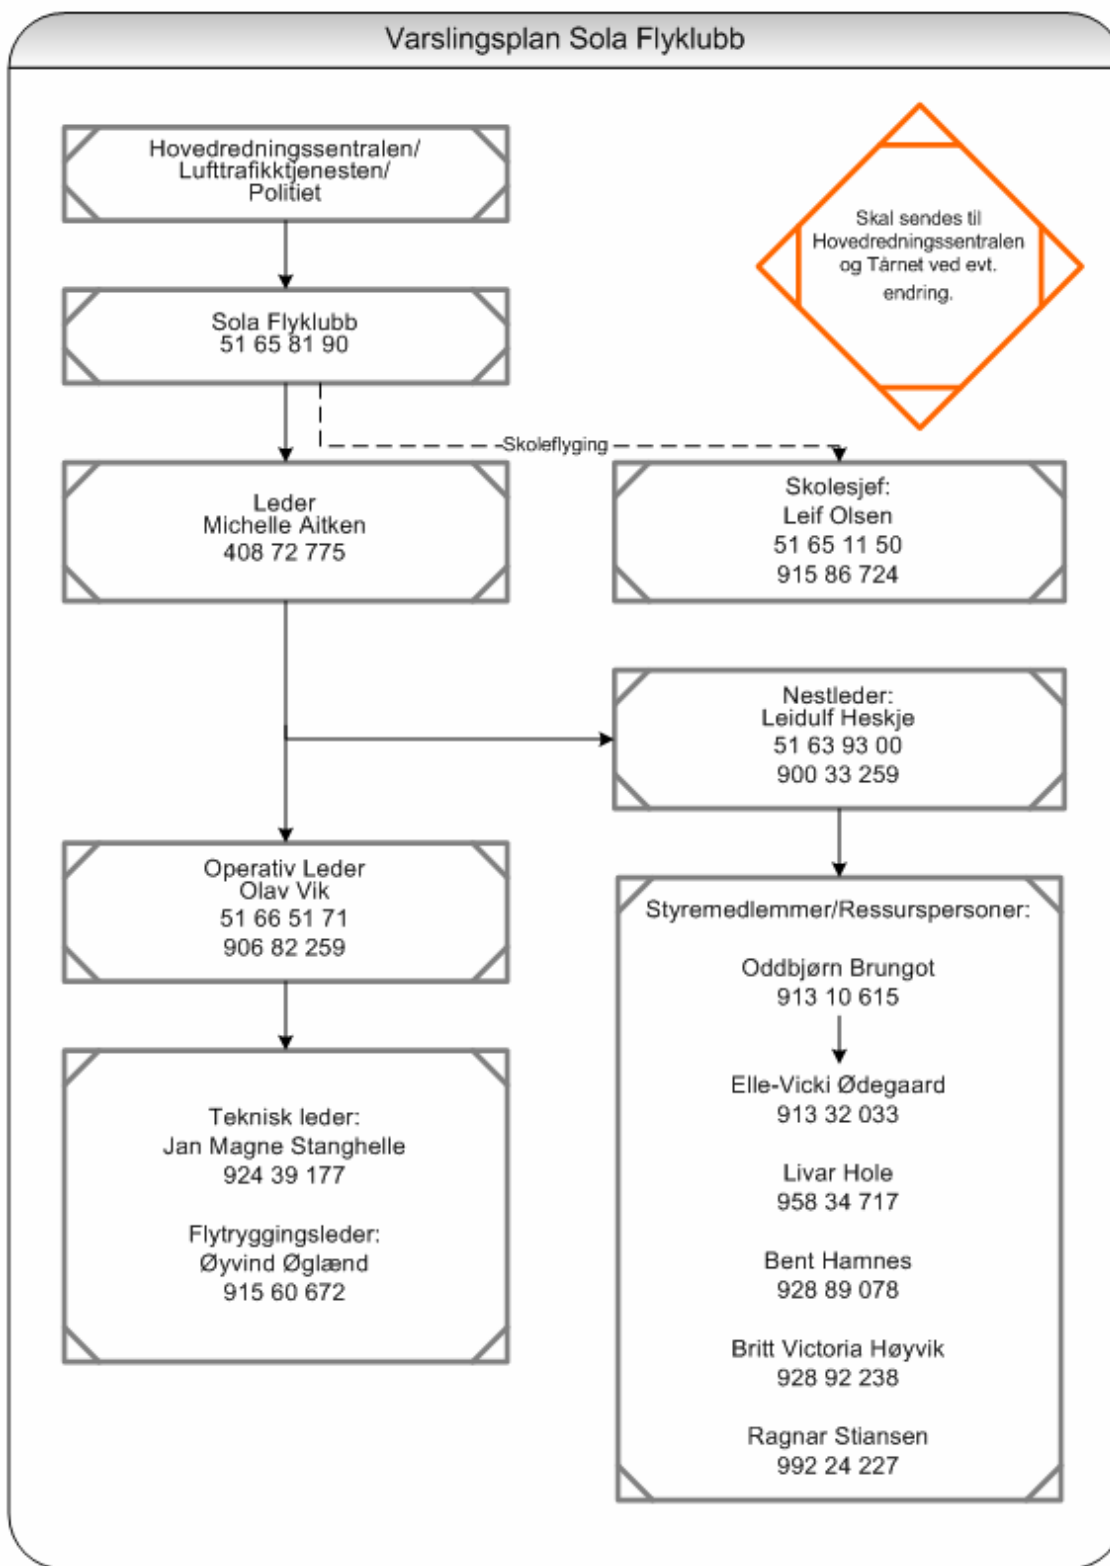 Varslingsplan Sola Flyklubb
Hovedredningssentralen/
Lufttrafikktjenesten/
Politiet
Skal sendes til
Hovedredningssentralen
og Tårnet ved evt.
endring.
Sola Flyklubb
51 65 81 90
Skoleflyging
Leder
Michelle Aitken
408 72 775
Skolesjef:
Leif Olsen
51 65 11 50
915 86 724
Nestleder:
Leidulf Heskje
51 63 93 00
900 33 259
Operativ Leder
Olav Vik
51 66 51 71
906 82 259
Teknisk leder:
Jan Magne Stanghelle
924 39 177
Flytryggingsleder:
Øyvind Øglænd
915 60 672
Styremedlemmer/Ressurspersoner:
Oddbjørn Brungot
913 10 615
Elle-Vicki Ødegaard
913 32 033
Livar Hole
958 34 717
Bent Hamnes
928 89 078
Britt Victoria Høyvik
928 92 238
Ragnar Stiansen
992 24 227